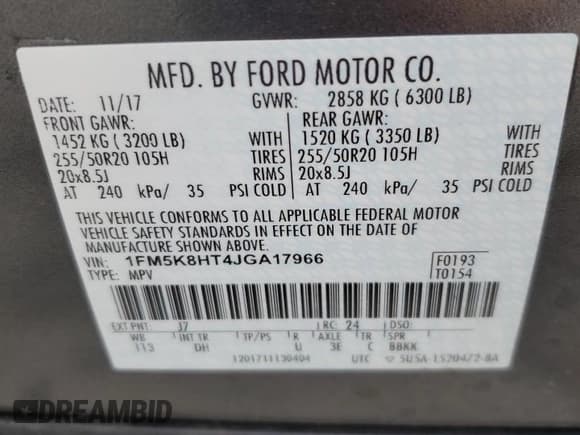 MFD. BY FORD MOTOR CO.
DATE: 11/17 GVWR: 2858 KG ( 6300 LB)
FRONT GAWR: REAR GAWR:
1452 KG ( 3200 LB) WITH 1520 KG ( 3350 LB) WITH
255/50R20 105H TIRES 255/50R20 105H TIRES
20x8.5J RIMS 20x8.5J RIMS
AT 240 kPa/ 35 PSI COLD AT 240 kPa/ 35 PSI COLD
THIS VEHICLE CONFORMS TO ALL APPLICABLE FEDERAL MOTOR
VEHICLE SAFETY STANDARDS IN EFFECT ON THE DATE OF
MANUFACTURE SHOWN ABOVE.
VIN: 1FM5K8HT4JGA17966 F0193
TYPE: MPV T0154
EXT PNT: J7 RC: 24 DSO:
WB INT TR TP/PS R AXLE TR SPR
113 DH U 3E C BBKK
1201711130404 UTC
DREAMBID